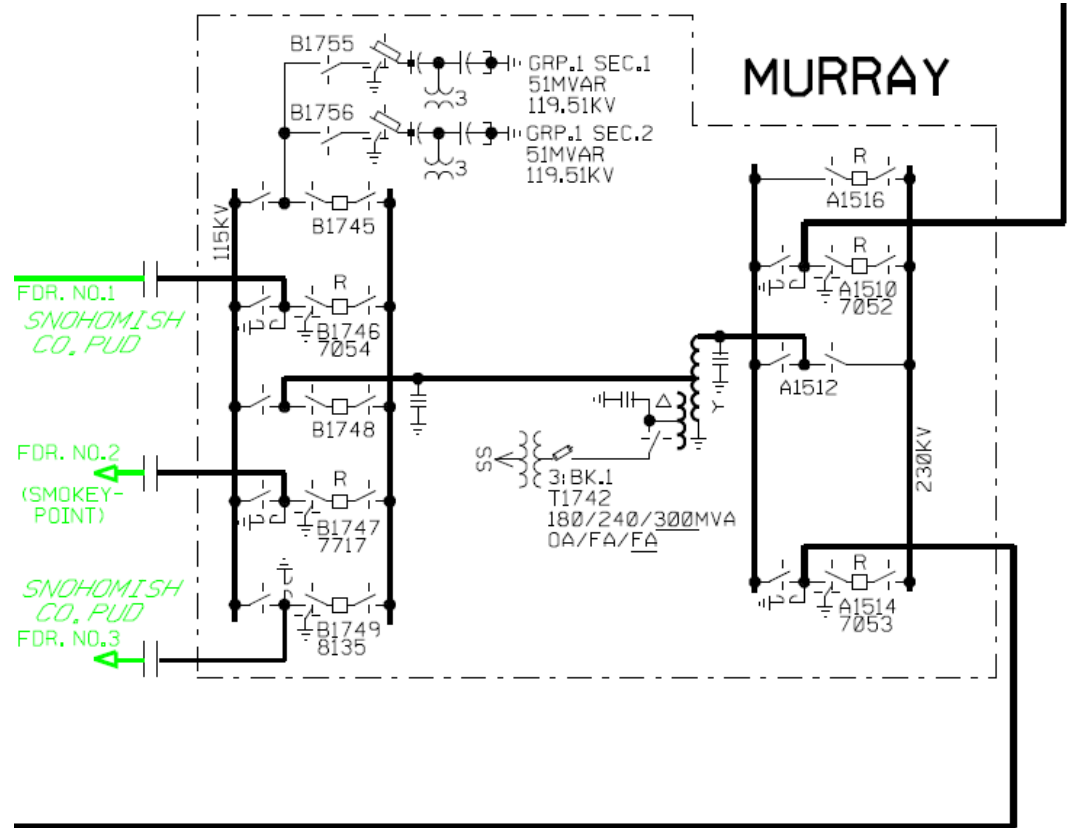 MURRAY
B1755
GRP.1 SEC.1
51MVAR
119.51KV
3
B1756
GRP.1 SEC.2
51MVAR
119.51KV
3
115KV
B1745
FDR. NO.1
SNOHOMISH
CO. PUD
R
B1746
7054
B1748
FDR. NO.2
(SMOKEY-
POINT)
R
B1747
7717
SNOHOMISH
CO. PUD
FDR. NO.3
B1749
8135
SS
3:BK.1
T1742
180/240/300MVA
OA/FA/FA
Δ
Y
R
A1516
R
A1510
7052
A1512
230KV
R
A1514
7053